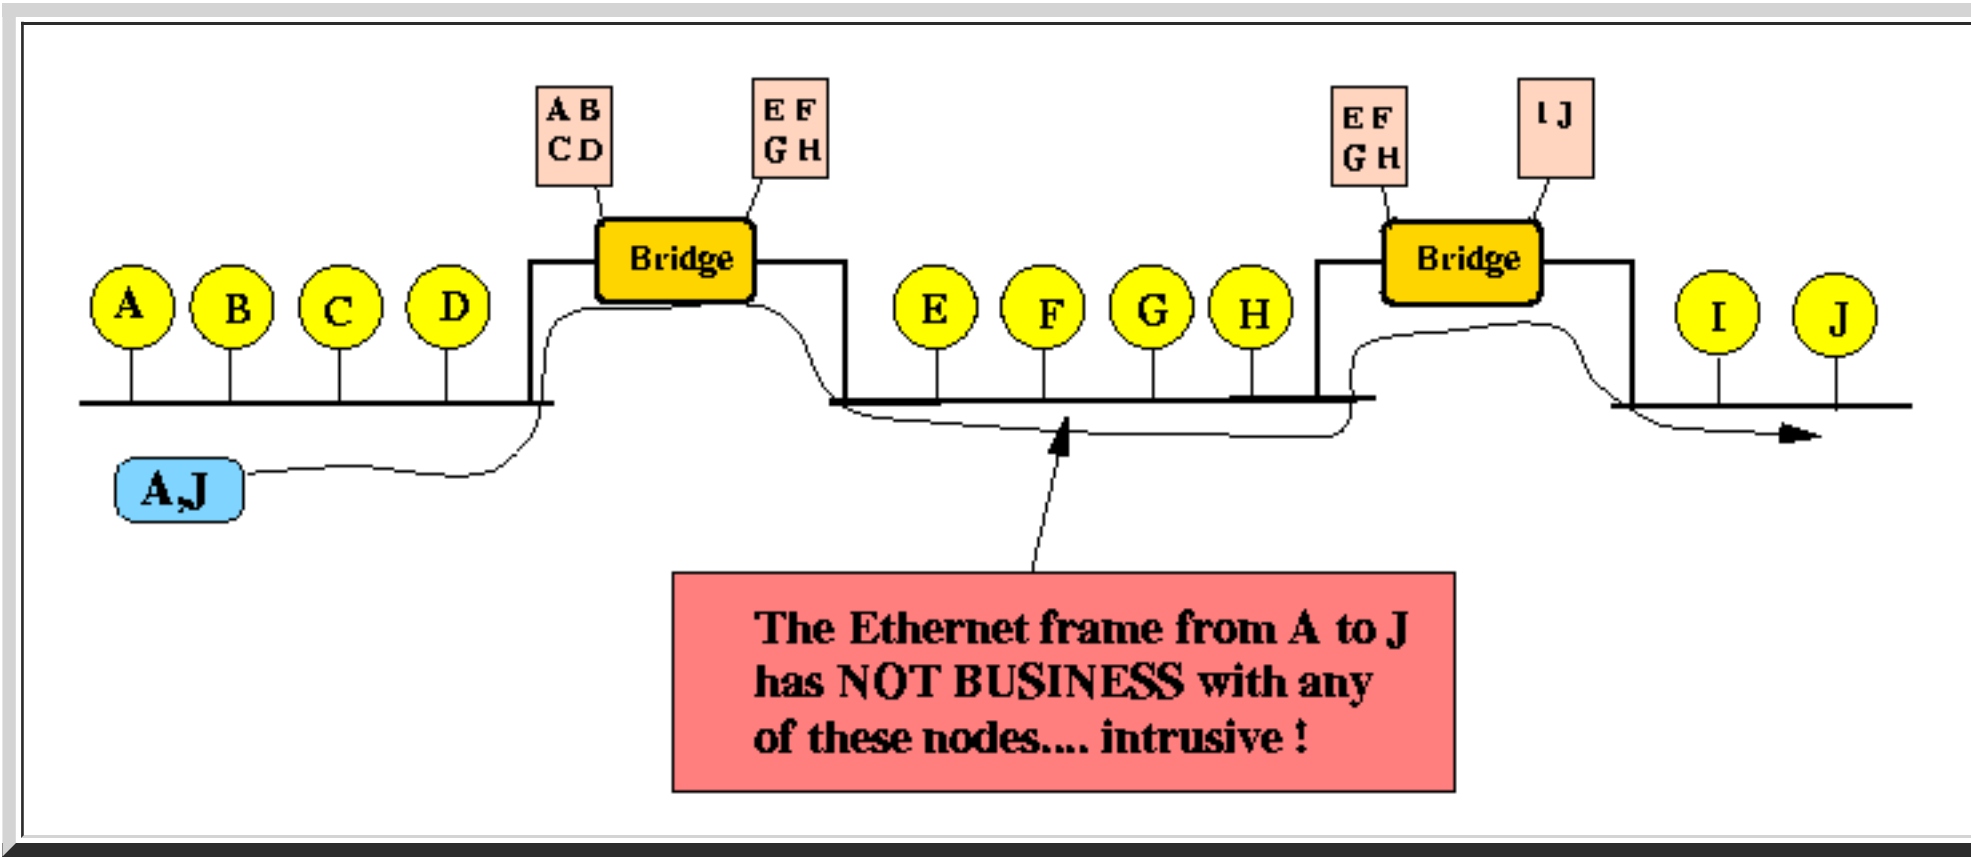 A B
C D
E F
G H
E F
G H
I J
Bridge
Bridge
A
B
C
D
E
F
G
H
I
J
A,J
The Ethernet frame from A to J
has NOT BUSINESS with any
of these nodes.... intrusive !